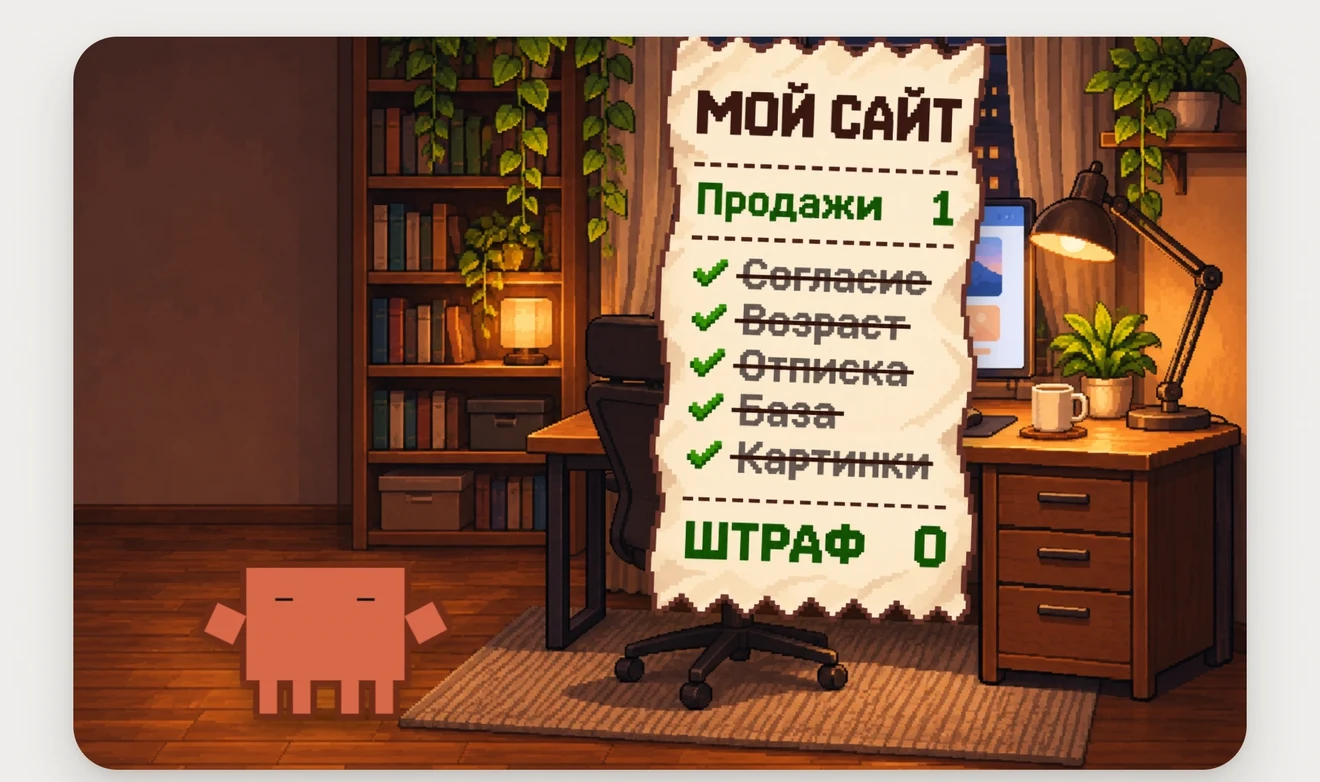 МОЙ САЙТ
Продажи 1
Согласие
Возраст
Отписка
База
Картинки
ШТРАФ 0